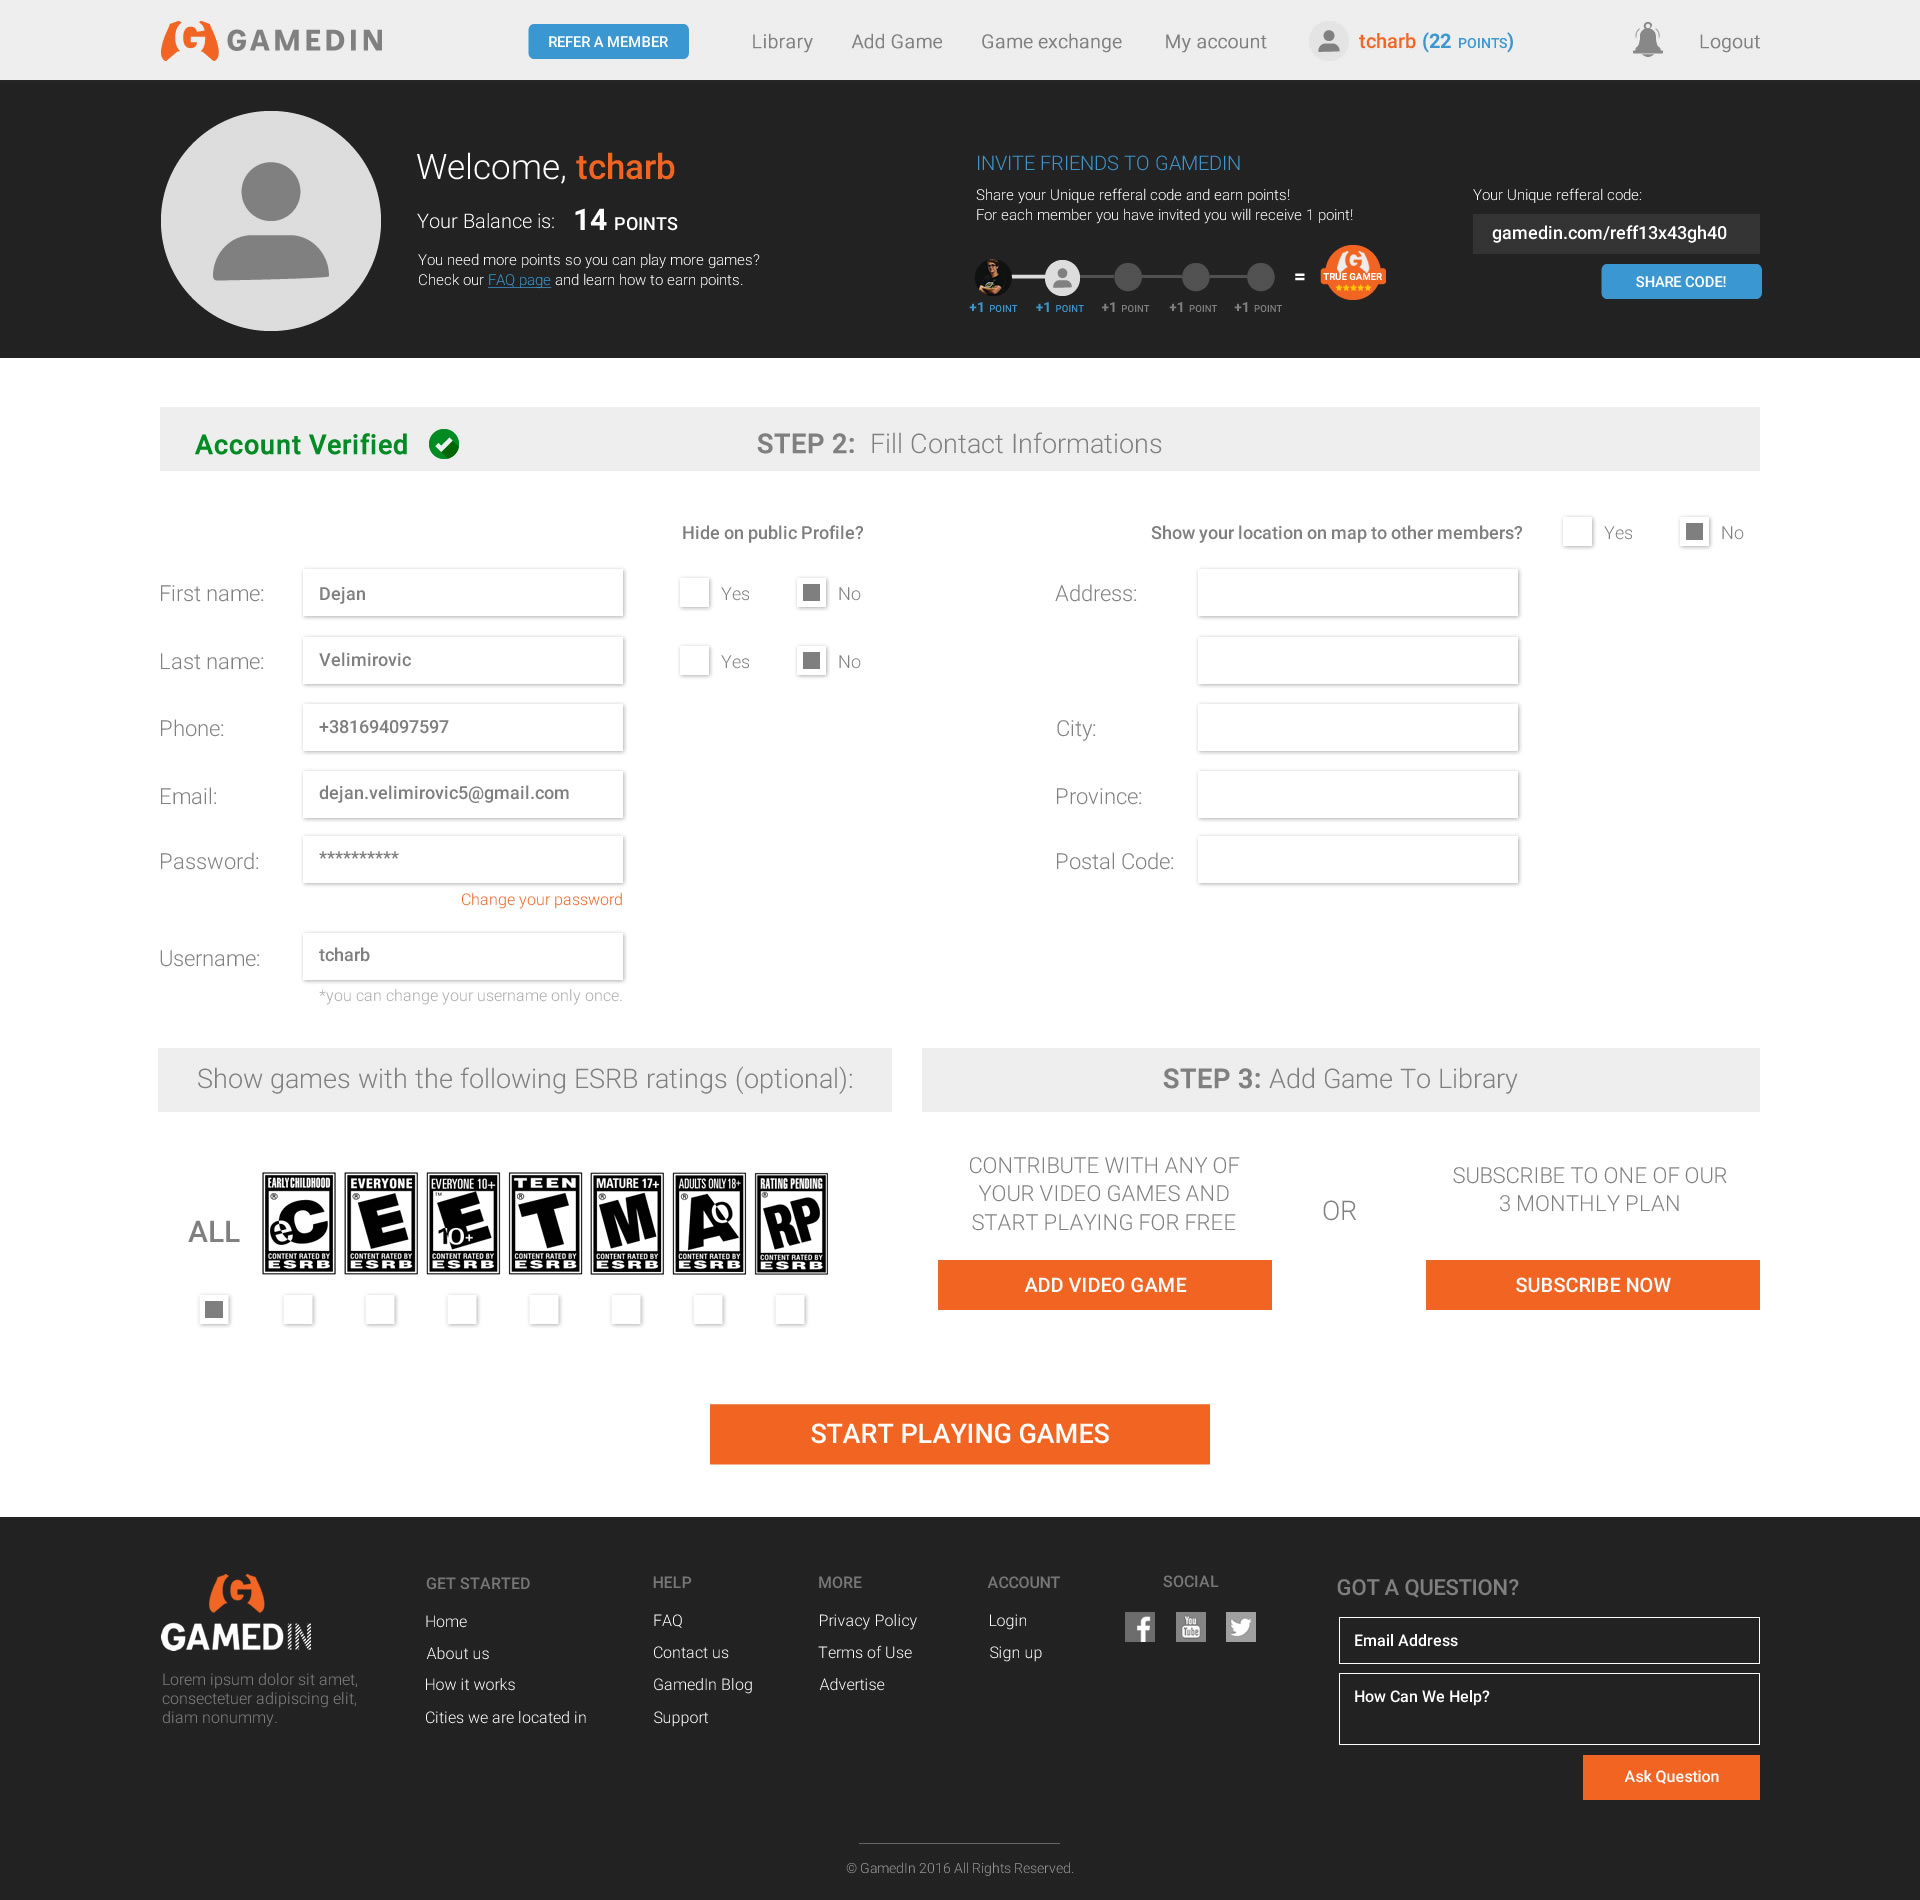 GAMEDIN
REFER A MEMBER
Library
Add Game
Game exchange
My account
tcharb (22 POINTS)
Logout
Welcome, tcharb
Your Balance is: 14 POINTS
You need more points so you can play more games?
Check our FAQ page and learn how to earn points.
INVITE FRIENDS TO GAMEDIN
Share your Unique refferal code and earn points!
For each member you have invited you will receive 1 point!
=
TRUE GAMER
+1 POINT
+1 POINT
+1 POINT
+1 POINT
+1 POINT
Your Unique refferal code:
gamedin.com/reff13x43gh40
SHARE CODE!
Account Verified
STEP 2: Fill Contact Informations
Hide on public Profile?
Show your location on map to other members?
Yes
No
First name:
Dejan
Yes
No
Address:
Last name:
Velimirovic
Yes
No
Phone:
+381694097597
City:
Email:
dejan.velimirovic5@gmail.com
Province:
Password:
**********
Postal Code:
Change your password
Username:
tcharb
*you can change your username only once.
Show games with the following ESRB ratings (optional):
STEP 3: Add Game To Library
ALL
EARLY CHILDHOOD
eC
®
CONTENT RATED BY
ESRB
EVERYONE
E
®
CONTENT RATED BY
ESRB
EVERYONE 10+
E
™
10+
CONTENT RATED BY
ESRB
TEEN
T
®
CONTENT RATED BY
ESRB
MATURE 17+
M
®
CONTENT RATED BY
ESRB
ADULTS ONLY 18+
AO
®
CONTENT RATED BY
ESRB
RATING PENDING
RP
®
CONTENT RATED BY
ESRB
CONTRIBUTE WITH ANY OF
YOUR VIDEO GAMES AND
START PLAYING FOR FREE
ADD VIDEO GAME
OR
SUBSCRIBE TO ONE OF OUR
3 MONTHLY PLAN
SUBSCRIBE NOW
START PLAYING GAMES
GAMEDIN
Lorem ipsum dolor sit amet,
consectetuer adipiscing elit,
diam nonummy.
GET STARTED
Home
About us
How it works
Cities we are located in
HELP
FAQ
Contact us
GamedIn Blog
Support
MORE
Privacy Policy
Terms of Use
Advertise
ACCOUNT
Login
Sign up
SOCIAL
f
You
Tube
GOT A QUESTION?
Email Address
How Can We Help?
Ask Question
© GamedIn 2016 All Rights Reserved.